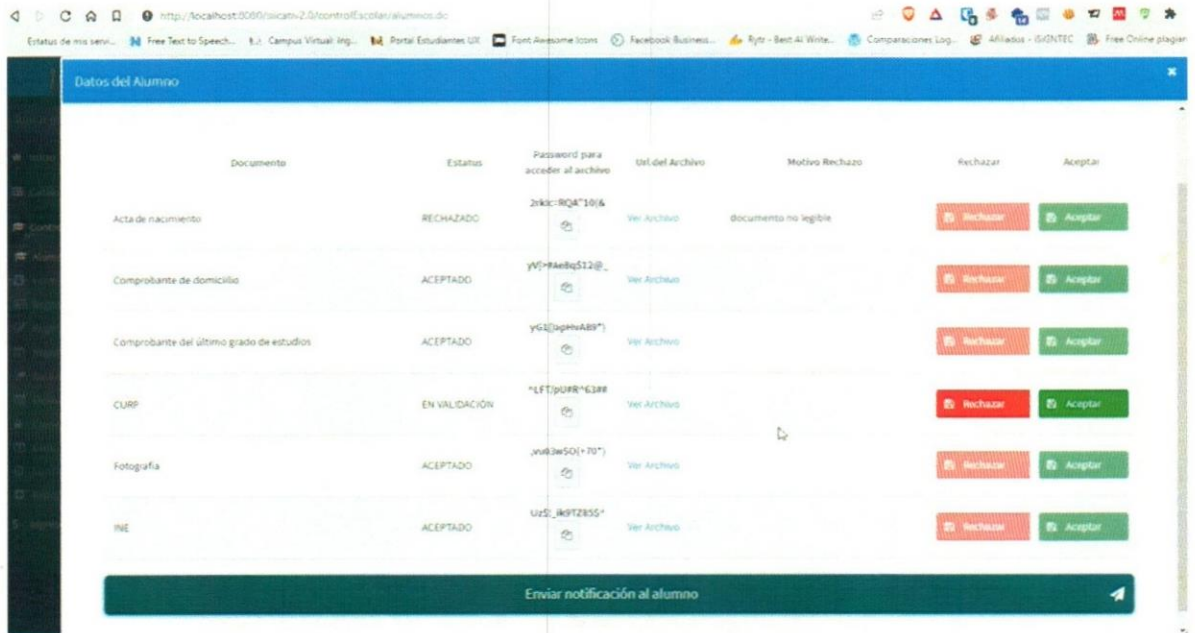 http://localhost:8080/siicativ2.0/controlEscolar/alumnos.do
Estatus de mis servi... Free Text to Speech... Campus Virtual: Ing... Portal Estudiantes UX Font Awesome Icons Facebook Business... Rytr - Best AI Write... Comparaciones Log... Afiliados - Free Online plagiar
Datos del Alumno
Documento Estatus Password para acceder al archivo Url del Archivo Motivo Rechazo Rechazar Aceptar
Acta de nacimiento RECHAZADO Ver Archivo documento no legible Rechazar Aceptar
Comprobante de domicilio ACEPTADO Ver Archivo Rechazar Aceptar
Comprobante del último grado de estudios ACEPTADO Ver Archivo Rechazar Aceptar
CURP EN VALIDACIÓN Ver Archivo Rechazar Aceptar
Fotografía ACEPTADO Ver Archivo Rechazar Aceptar
INE ACEPTADO Ver Archivo Rechazar Aceptar
Enviar notificación al alumno